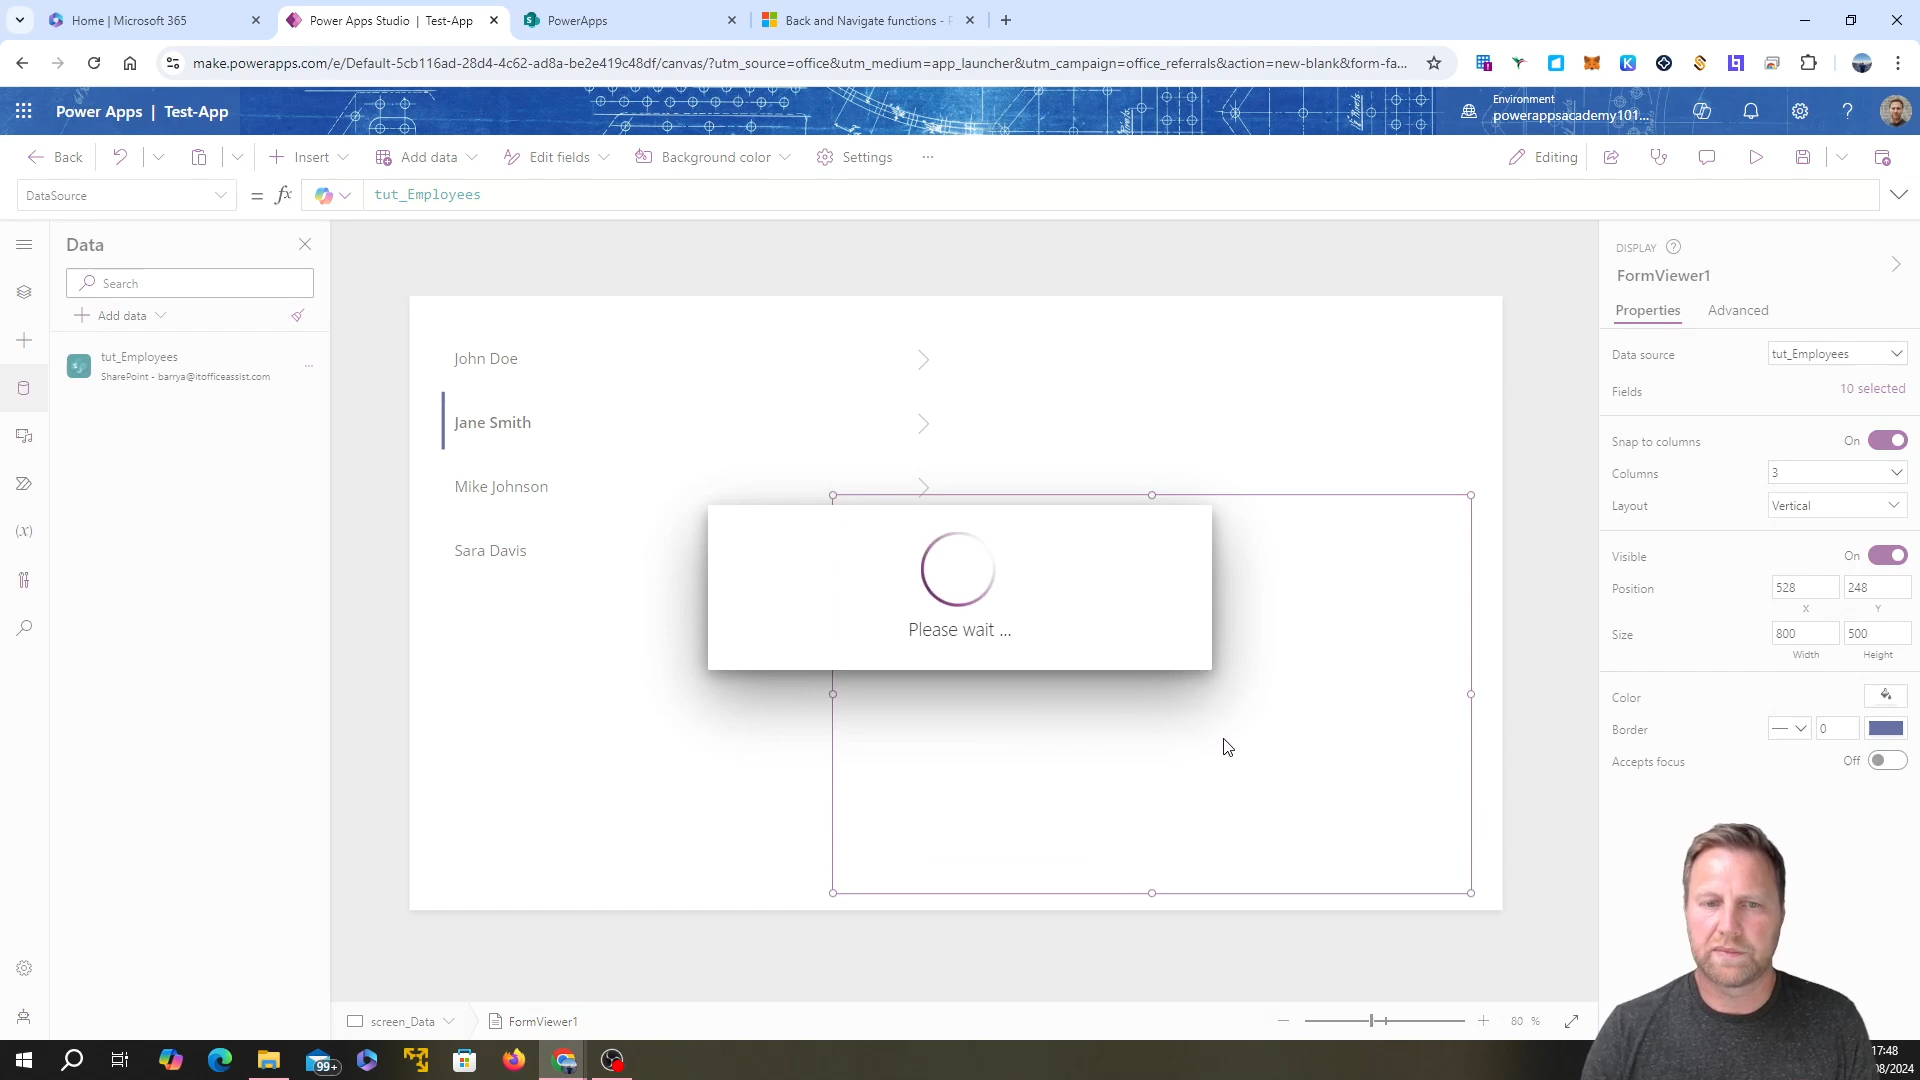 Home | Microsoft 365
Power Apps Studio | Test-App
PowerApps
Back and Navigate functions -
make.powerapps.com/e/Default-5cb116ad-28d4-4c62-ad8a-be2e419c48df/canvas/?utm_source=office&utm_medium=app_launcher&utm_campaign=office_referrals&action=new-blank&form-fa...
Power Apps | Test-App
Environment
powerappsacademy101...
Back
Insert
Add data
Edit fields
Background color
Settings
...
Editing
DataSource
= fx
tut_Employees
Data
Search
Add data
tut_Employees
SharePoint - barrya@itofficeassist.com
...
John Doe
Jane Smith
Mike Johnson
Sara Davis
Please wait ...
DISPLAY
FormViewer1
Properties
Advanced
Data source
tut_Employees
Fields
10 selected
Snap to columns
On
Columns
3
Layout
Vertical
Visible
On
Position
528
248
X
Y
Size
800
500
Width
Height
Color
Border
0
Accepts focus
Off
screen_Data
FormViewer1
80 %
99+
17:48
08/2024